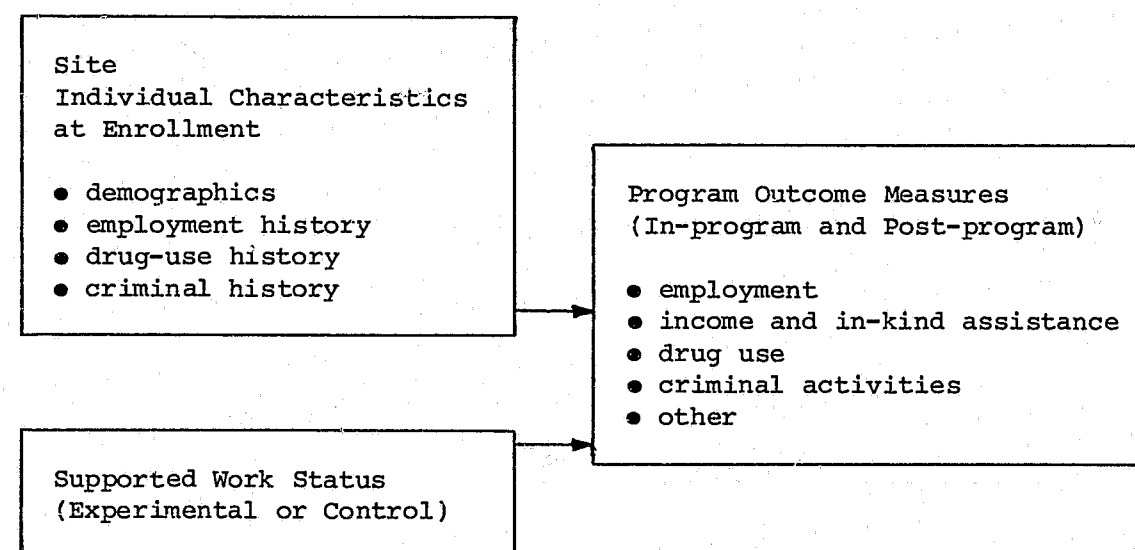 Site
Individual Characteristics
at Enrollment
● demographics
● employment history
● drug-use history
● criminal history
Program Outcome Measures
(In-program and Post-program)
● employment
● income and in-kind assistance
● drug use
● criminal activities
● other
Supported Work Status
(Experimental or Control)